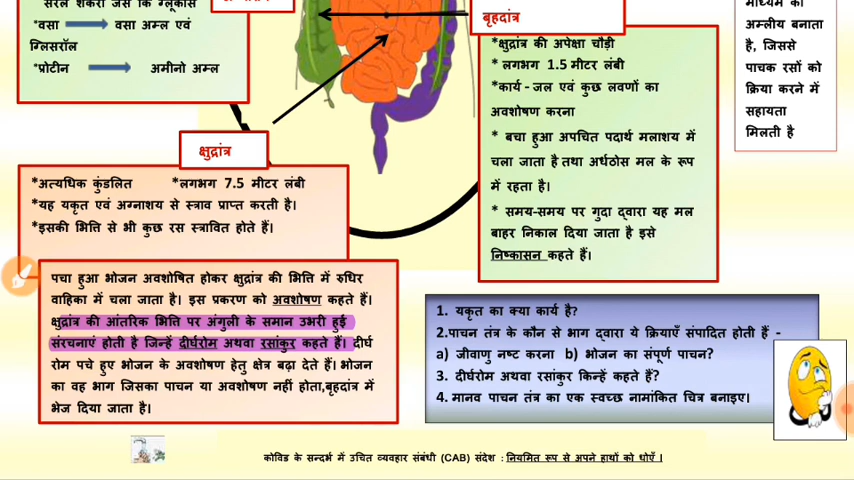 सरल शर्करा जैसे कि ग्लूकोस
*वसा वसा अम्ल एवं
ग्लिसरॉल
*प्रोटीन अमीनो अम्ल
बृहदांत्र
*क्षुद्रांत्र की अपेक्षा चौड़ी
* लगभग 1.5 मीटर लंबी
*कार्य - जल एवं कुछ लवणों का
अवशोषण करना
* बचा हुआ अपचित पदार्थ मलाशय में
चला जाता है तथा अर्धठोस मल के रूप
में रहता है।
* समय-समय पर गुदा द्वारा यह मल
बाहर निकाल दिया जाता है इसे
निष्कासन कहते हैं।
माध्यम को
अम्लीय बनाता
है, जिससे
पाचक रसों को
क्रिया करने में
सहायता
मिलती है
क्षुद्रांत्र
*अत्यधिक कुंडलित *लगभग 7.5 मीटर लंबी
*यह यकृत एवं अग्नाशय से स्त्राव प्राप्त करती है।
*इसकी भित्ति से भी कुछ रस स्त्रावित होते हैं।
पचा हुआ भोजन अवशोषित होकर क्षुद्रांत्र की भित्ति में रुधिर
वाहिका में चला जाता है। इस प्रकरण को अवशोषण कहते हैं।
क्षुद्रांत्र की आंतरिक भित्ति पर अंगुली के समान उभरी हुई
संरचनाएं होती है जिन्हें दीर्घरोम अथवा रसांकुर कहते हैं। दीर्घ
रोम पचे हुए भोजन के अवशोषण हेतु क्षेत्र बढ़ा देते हैं। भोजन
का वह भाग जिसका पाचन या अवशोषण नहीं होता,बृहदांत्र में
भेज दिया जाता है।
1. यकृत का क्या कार्य है?
2.पाचन तंत्र के कौन से भाग द्वारा ये क्रियाएँ संपादित होती हैं -
a) जीवाणु नष्ट करना b) भोजन का संपूर्ण पाचन?
3. दीर्घरोम अथवा रसांकुर किन्हें कहते हैं?
4. मानव पाचन तंत्र का एक स्वच्छ नामांकित चित्र बनाइए।
कोविड के सन्दर्भ में उचित व्यवहार संबंधी (CAB) संदेश : नियमित रूप से अपने हाथों को धोएँ।